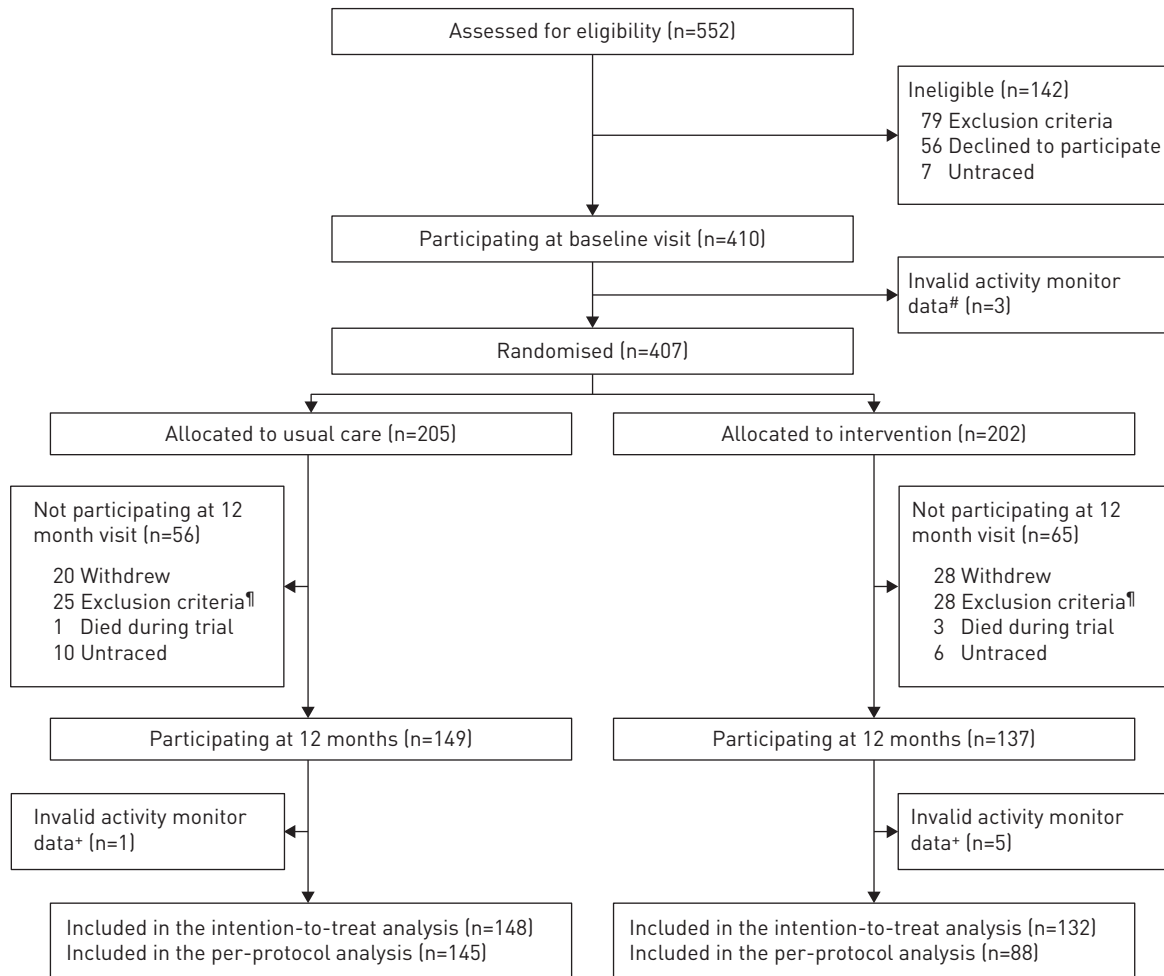 Assessed for eligibility (n=552)
Ineligible (n=142)
79 Exclusion criteria
56 Declined to participate
7 Untraced
Participating at baseline visit (n=410)
Invalid activity monitor
data# (n=3)
Randomised (n=407)
Allocated to usual care (n=205)
Allocated to intervention (n=202)
Not participating at 12
month visit (n=56)
20 Withdrew
25 Exclusion criteria¶
1 Died during trial
10 Untraced
Not participating at 12
month visit (n=65)
28 Withdrew
28 Exclusion criteria¶
3 Died during trial
6 Untraced
Participating at 12 months (n=149)
Participating at 12 months (n=137)
Invalid activity monitor
data+ (n=1)
Invalid activity monitor
data+ (n=5)
Included in the intention-to-treat analysis (n=148)
Included in the per-protocol analysis (n=145)
Included in the intention-to-treat analysis (n=132)
Included in the per-protocol analysis (n=88)